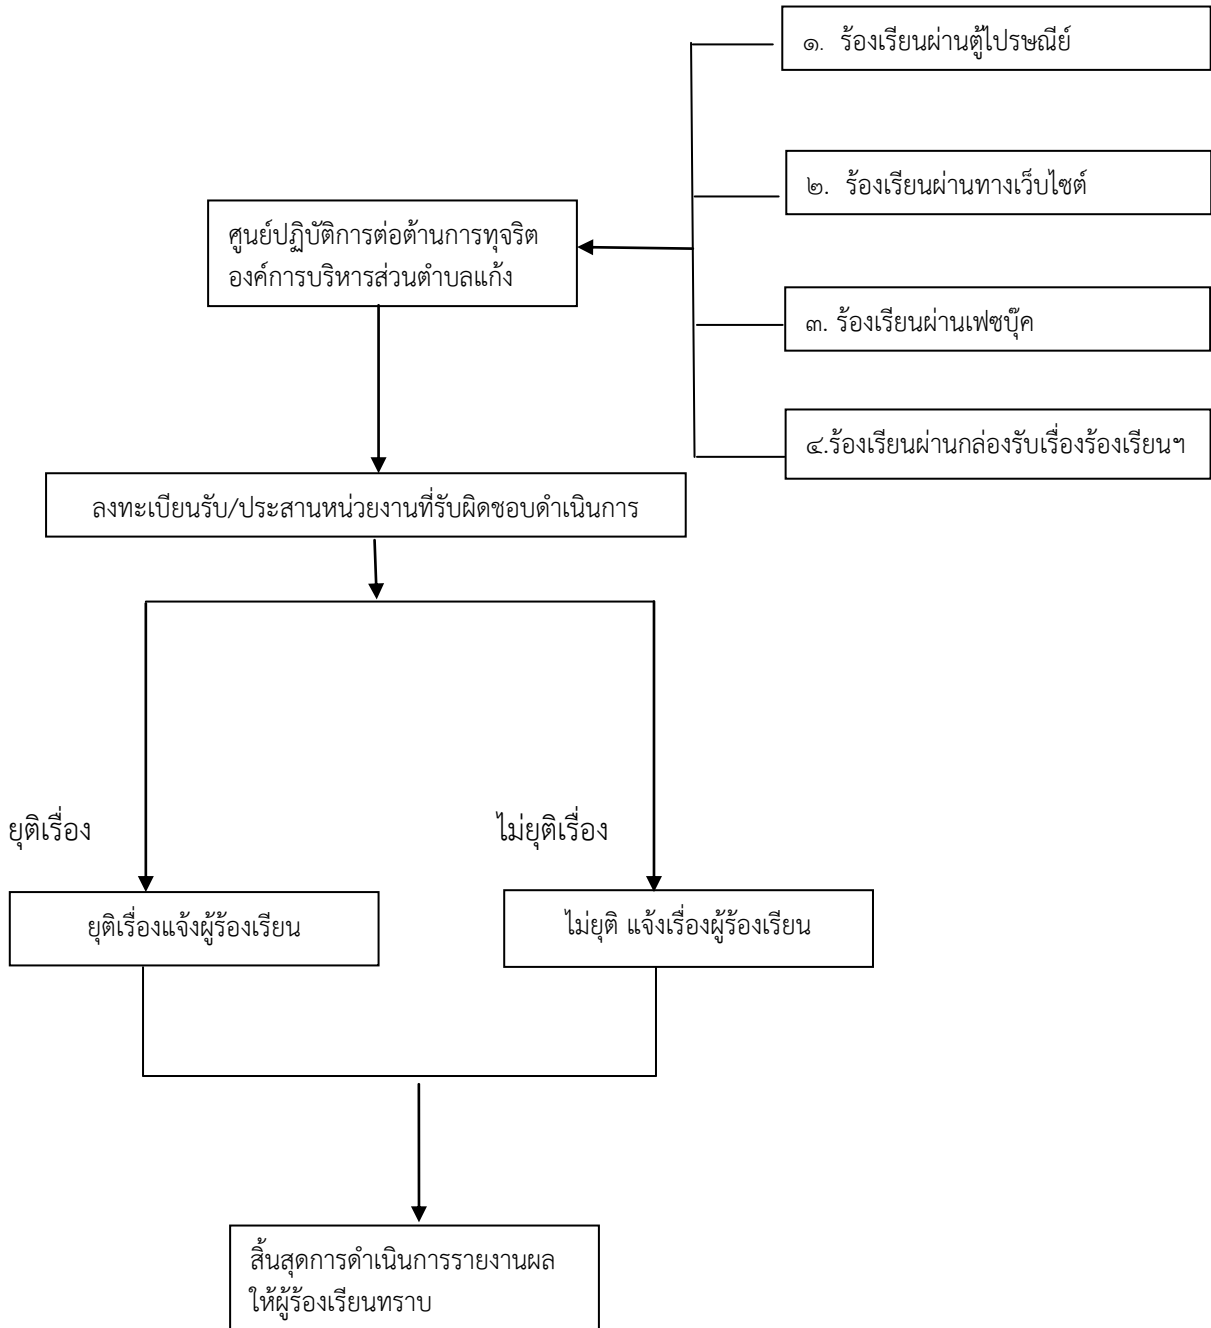 ๑. ร้องเรียนผ่านตู้ไปรษณีย์
๒. ร้องเรียนผ่านทางเว็บไซต์
ศูนย์ปฏิบัติการต่อต้านการทุจริต
องค์การบริหารส่วนตำบลแก้ง
๓. ร้องเรียนผ่านเฟซบุ๊ค
๔.ร้องเรียนผ่านกล่องรับเรื่องร้องเรียนฯ
ลงทะเบียนรับ/ประสานหน่วยงานที่รับผิดชอบดำเนินการ
ยุติเรื่อง
ไม่ยุติเรื่อง
ยุติเรื่องแจ้งผู้ร้องเรียน
ไม่ยุติ แจ้งเรื่องผู้ร้องเรียน
สิ้นสุดการดำเนินการรายงานผล
ให้ผู้ร้องเรียนทราบ